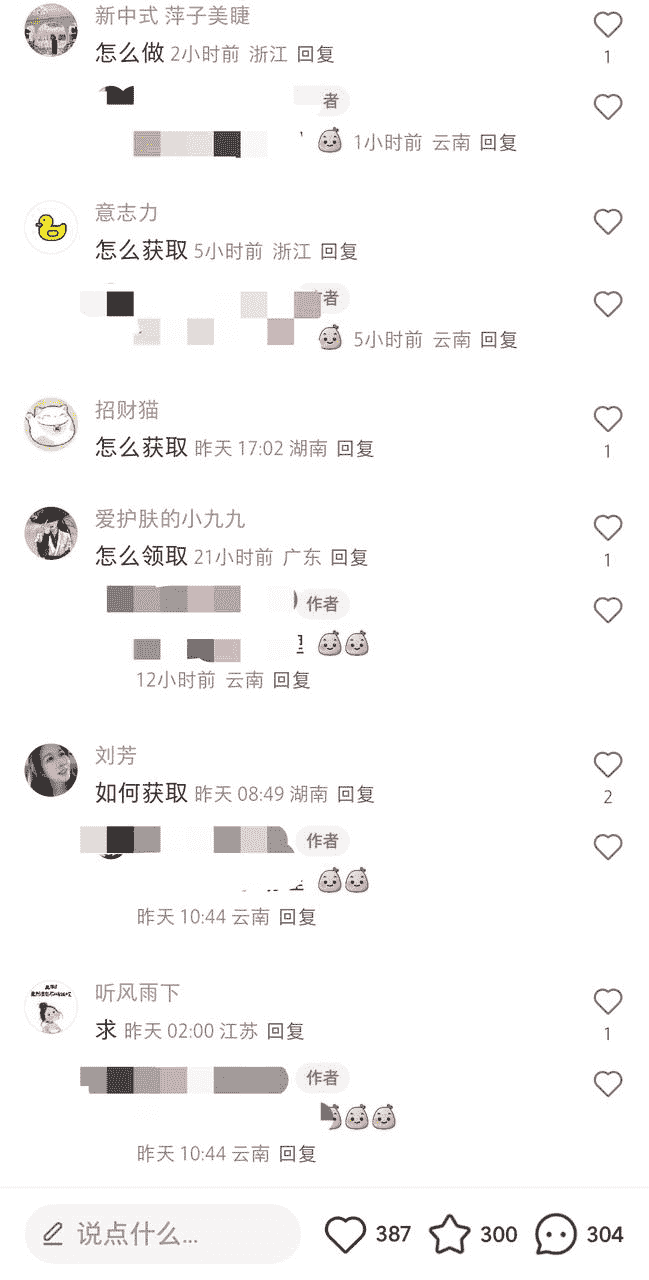 新中式 萍子美睫
怎么做 2小时前 浙江 回复
1
者
1小时前 云南 回复
意志力
怎么获取 5小时前 浙江 回复
作者
5小时前 云南 回复
招财猫
怎么获取 昨天 17:02 湖南 回复
1
爱护肤的小九九
怎么领取 21小时前 广东 回复
1
作者
12小时前 云南 回复
刘芳
如何获取 昨天 08:49 湖南 回复
2
作者
昨天 10:44 云南 回复
听风雨下
求 昨天 02:00 江苏 回复
1
作者
昨天 10:44 云南 回复
说点什么... 387 300 304